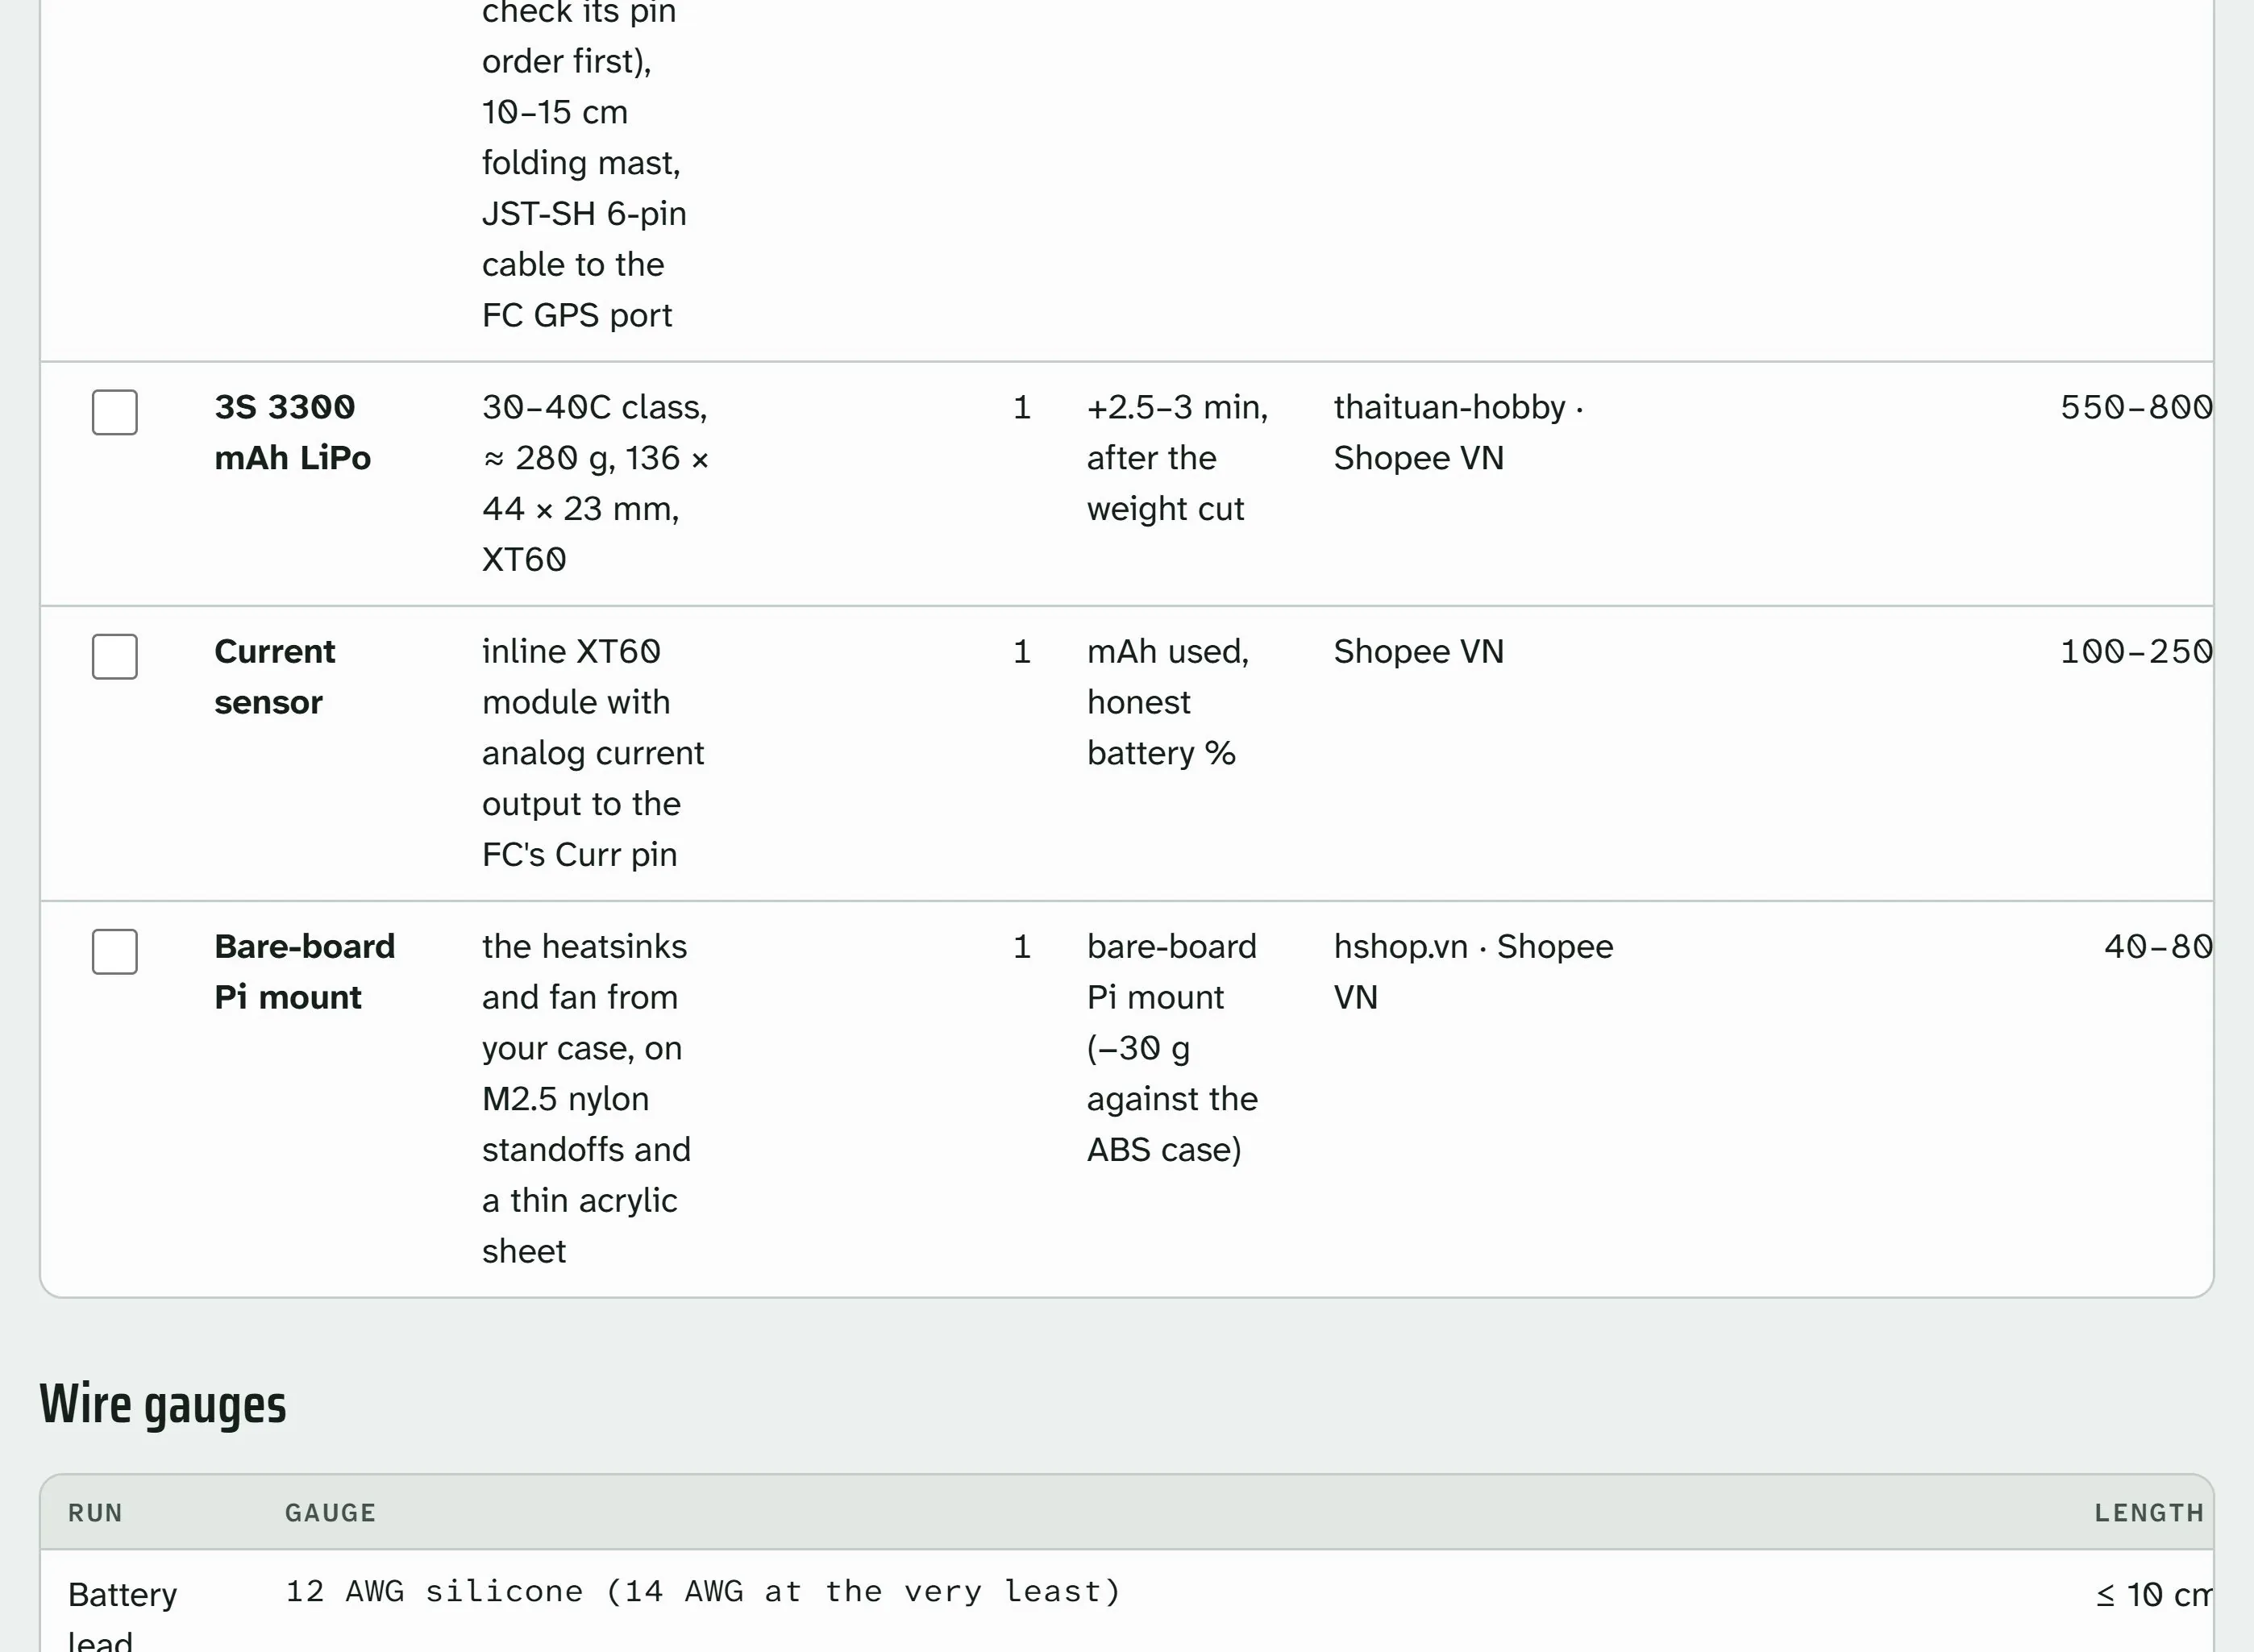 check its pin
order first),
10–15 cm
folding mast,
JST-SH 6-pin
cable to the
FC GPS port
3S 3300
mAh LiPo
30–40C class,
≈ 280 g, 136 ×
44 × 23 mm,
XT60
1
+2.5–3 min,
after the
weight cut
thaituan-hobby ·
Shopee VN
550–800
Current
sensor
inline XT60
module with
analog current
output to the
FC's Curr pin
1
mAh used,
honest
battery %
Shopee VN
100–250
Bare-board
Pi mount
the heatsinks
and fan from
your case, on
M2.5 nylon
standoffs and
a thin acrylic
sheet
1
bare-board
Pi mount
(−30 g
against the
ABS case)
hshop.vn · Shopee
VN
40–80
Wire gauges
RUN GAUGE LENGTH
Battery
lead
12 AWG silicone (14 AWG at the very least)
≤ 10 cm